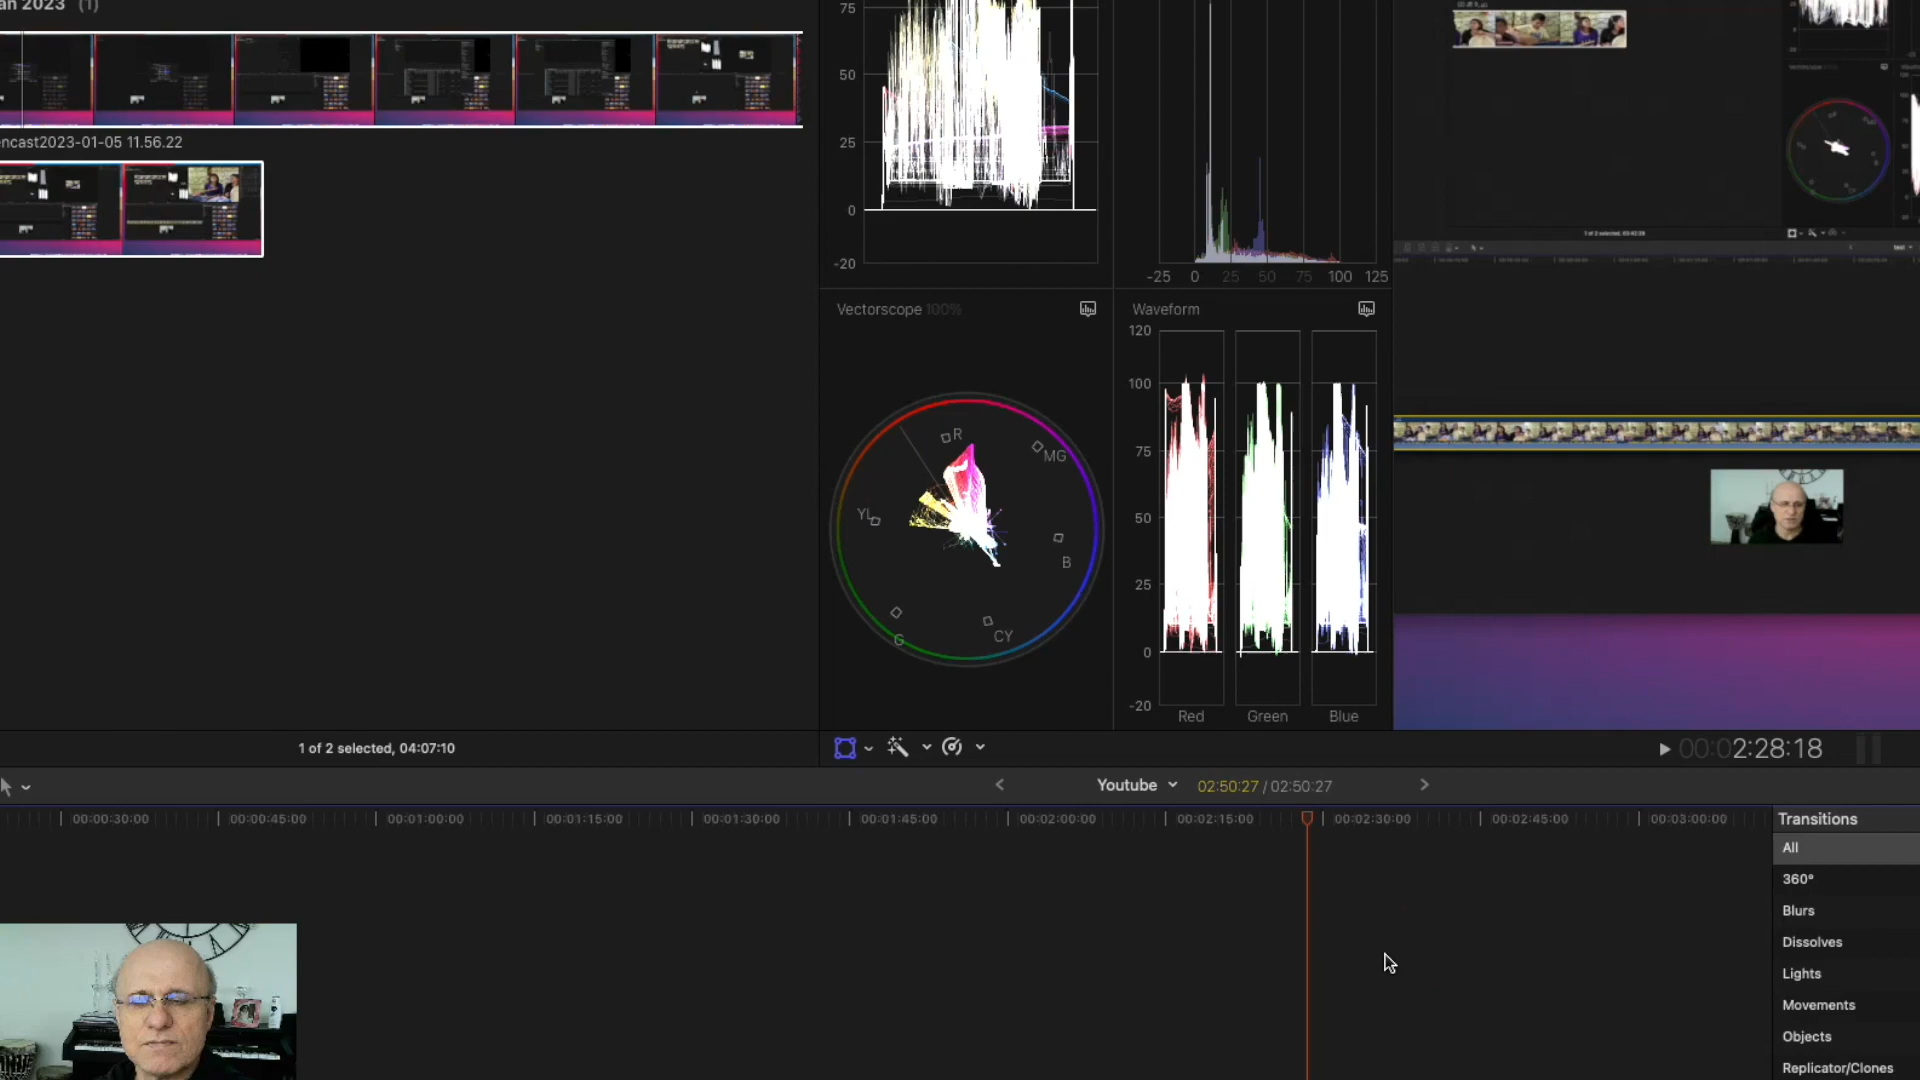 an 2023 (1)
encast2023-01-05 11.56.22
75
50
25
0
-20
-25 0 25 50 75 100 125
Vectorscope 100%
R
MG
YL
B
G
CY
Waveform
120
100
75
50
25
0
-20
Red Green Blue
1 of 2 selected, 04:07:10
00:02:28:18
Youtube 02:50:27 / 02:50:27
00:00:30:00 00:00:45:00 00:01:00:00 00:01:15:00 00:01:30:00 00:01:45:00 00:02:00:00 00:02:15:00 00:02:30:00 00:02:45:00 00:03:00:00
Transitions
All
360°
Blurs
Dissolves
Lights
Movements
Objects
Replicator/Clones